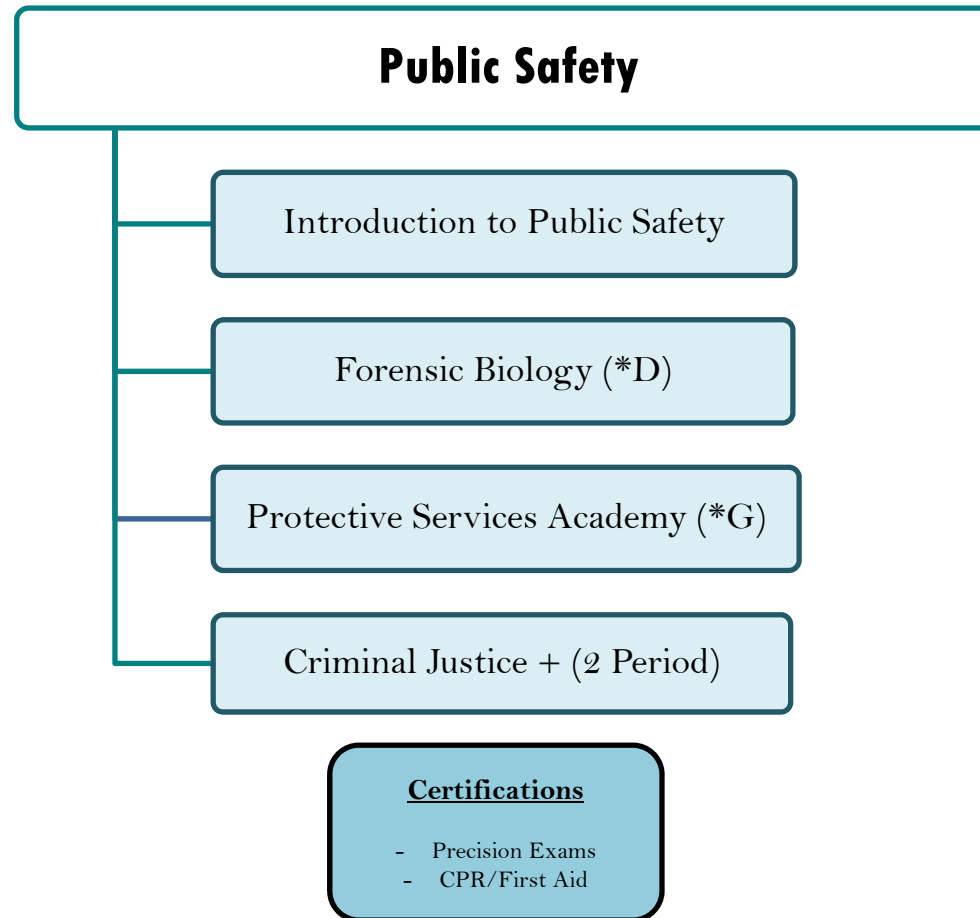 Public Safety
Introduction to Public Safety
Forensic Biology (*D)
Protective Services Academy (*G)
Criminal Justice + (2 Period)
Certifications
- Precision Exams
- CPR/First Aid